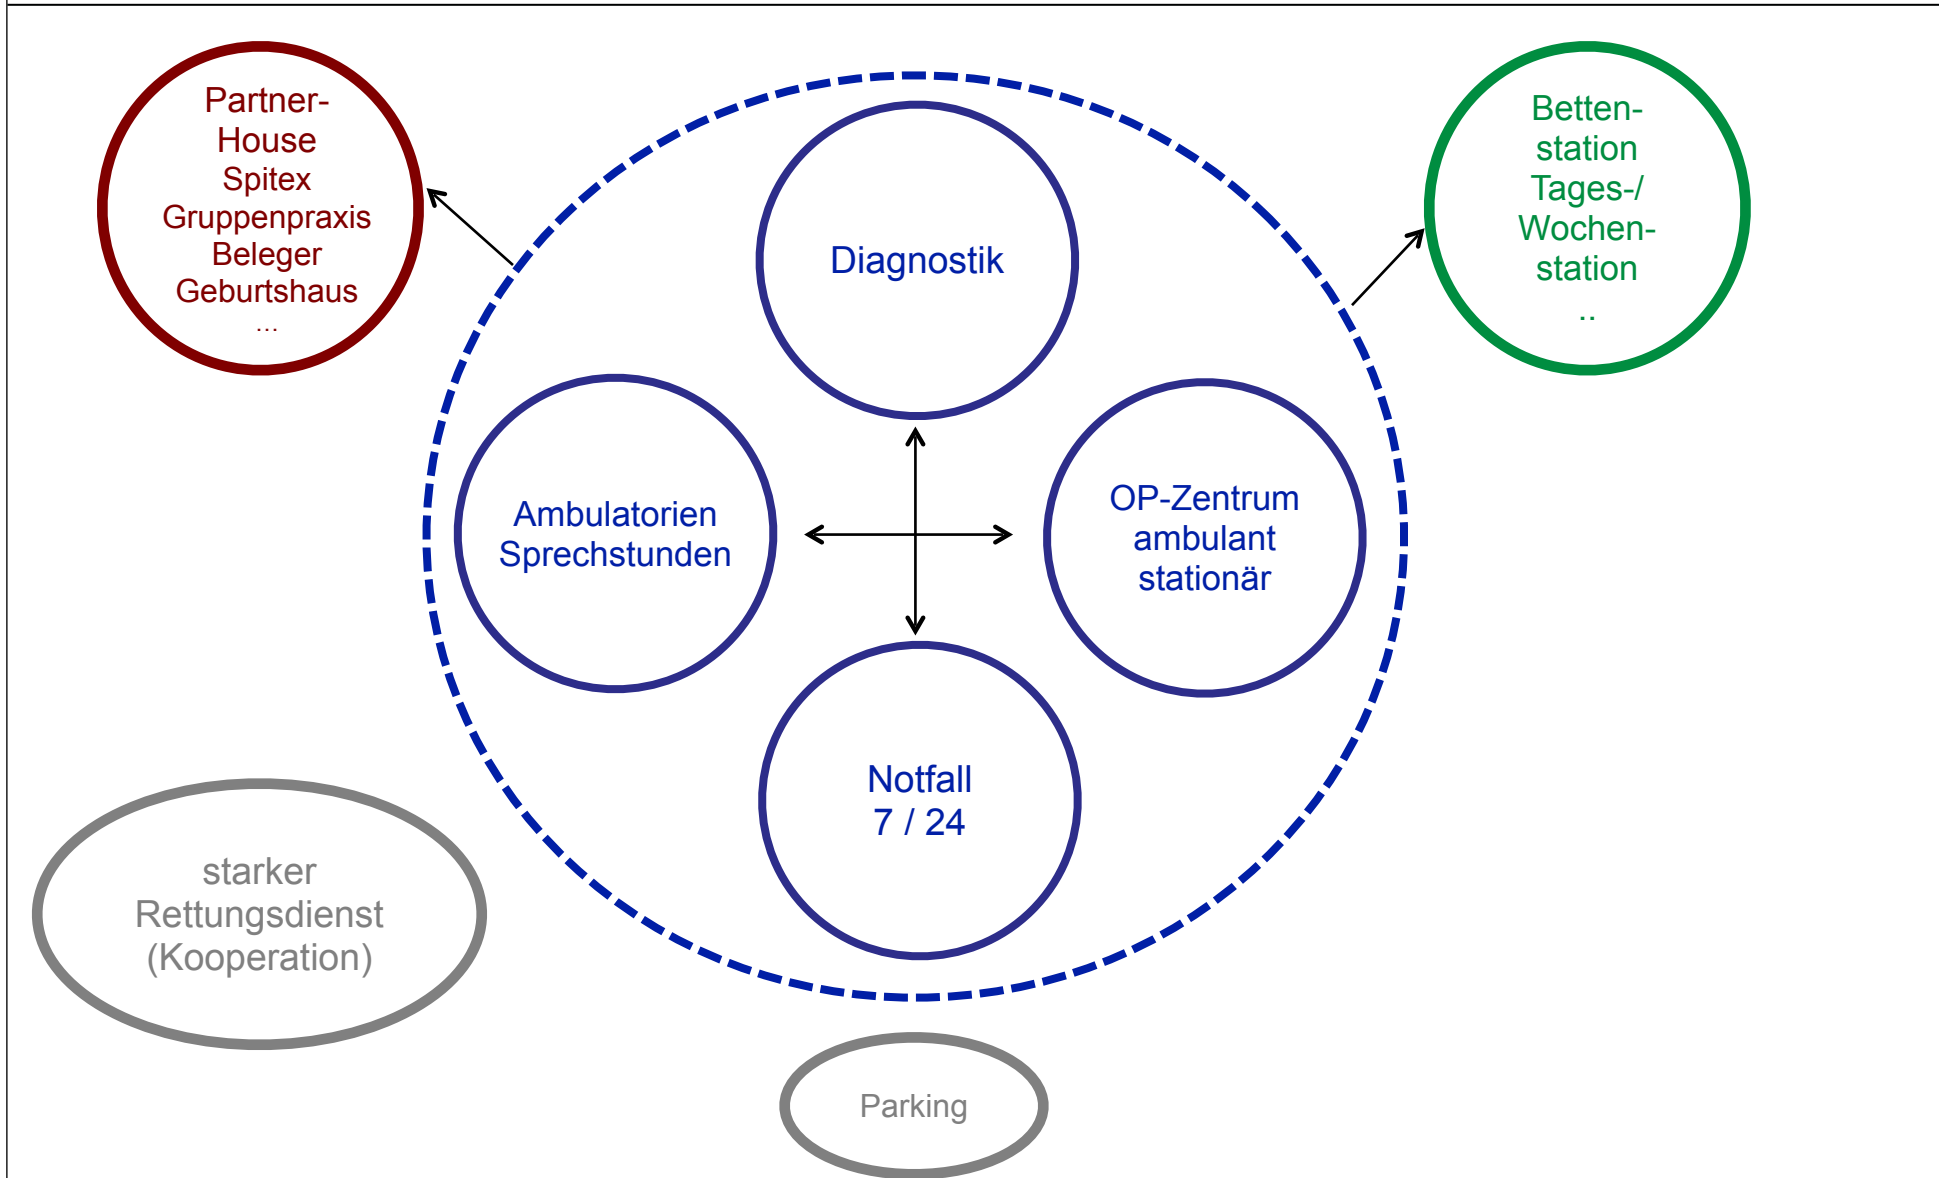 Partner-
House
Spitex
Gruppenpraxis
Beleger
Geburtshaus
...
Betten-
station
Tages-/
Wochen-
station
..
Diagnostik
Ambulatorien
Sprechstunden
OP-Zentrum
ambulant
stationär
Notfall
7 / 24
starker
Rettungsdienst
(Kooperation)
Parking